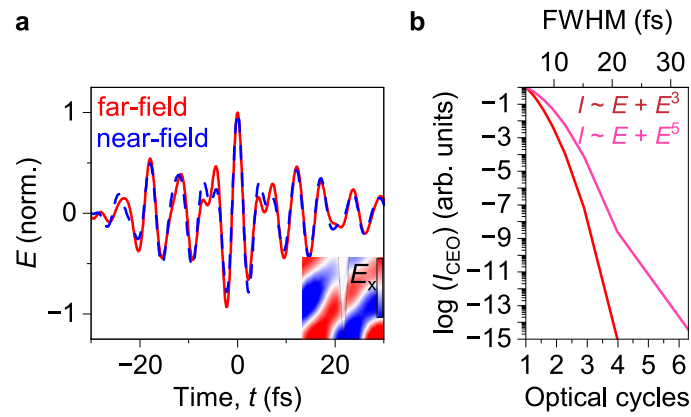 a
E (norm.)
1
0
−1
far-field
near-field
Eₓ
−20
0
20
Time, t (fs)
b
FWHM (fs)
10
20
30
log (I_CEO) (arb. units)
−1
−3
−5
−7
−9
−11
−13
−15
I ~ E + E³
I ~ E + E⁵
1
2
3
4
5
6
Optical cycles